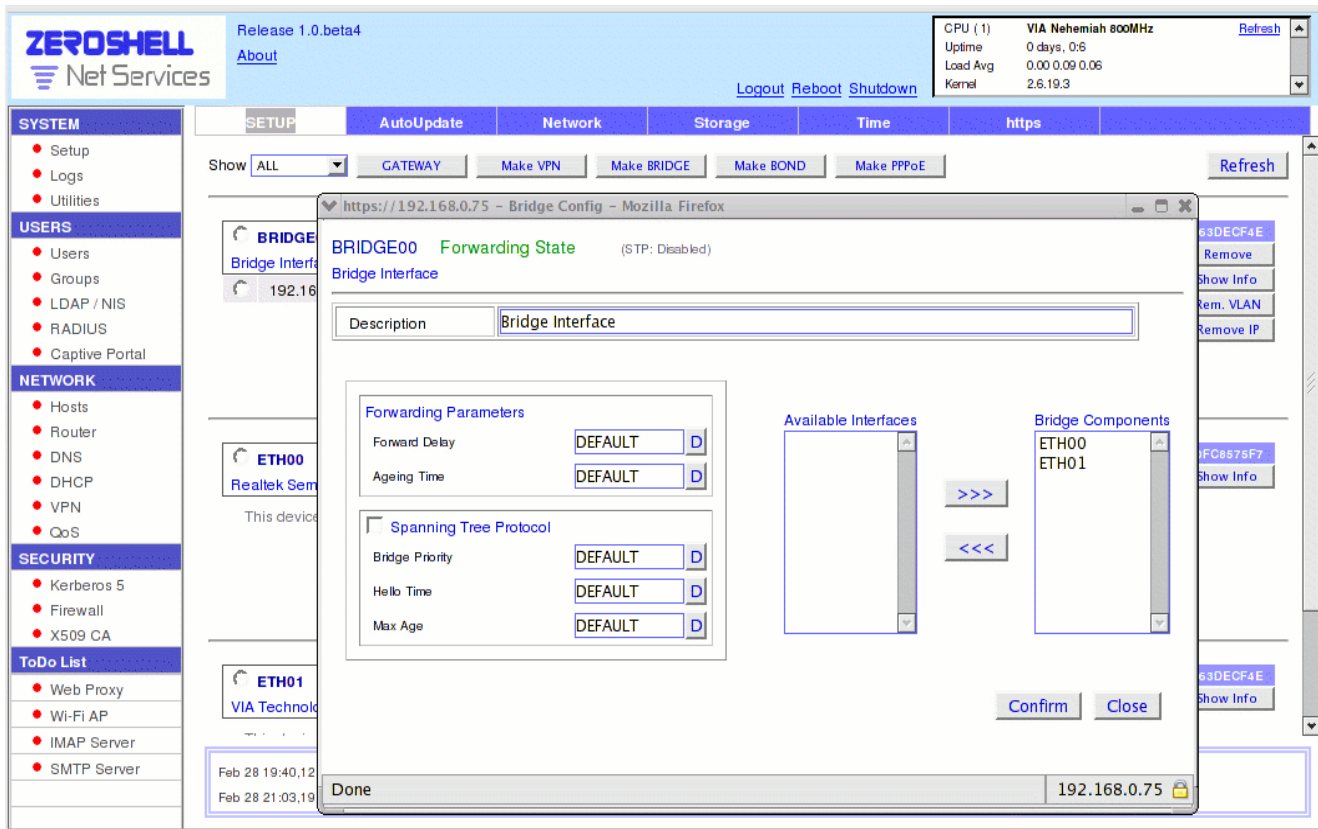 ZEROSHELL
Net Services
Release 1.0.beta4
About
Logout Reboot Shutdown
CPU (1) VIA Nehemiah 800MHz Refresh
Uptime 0 days, 0:6
Load Avg 0.00 0.09 0.06
Kernel 2.6.19.3
SYSTEM
Setup
Logs
Utilities
USERS
Users
Groups
LDAP / NIS
RADIUS
Captive Portal
NETWORK
Hosts
Router
DNS
DHCP
VPN
QoS
SECURITY
Kerberos 5
Firewall
X509 CA
ToDo List
Web Proxy
Wi-Fi AP
IMAP Server
SMTP Server
SETUP AutoUpdate Network Storage Time https
Show ALL GATEWAY Make VPN Make BRIDGE Make BOND Make PPPoE Refresh
BRIDGE
Bridge Interfa
192.16
63DECF4E
Remove
Show Info
Rem. VLAN
Remove IP
ETH00
Realtek Sem
This device
FC8575F7
Show Info
ETH01
VIA Technolo
63DECF4E
Show Info
Feb 28 19:40,12
Feb 28 21:03,19
https://192.168.0.75 - Bridge Config - Mozilla Firefox
BRIDGE00 Forwarding State (STP: Disabled)
Bridge Interface
Description Bridge Interface
Forwarding Parameters
Forward Delay DEFAULT D
Ageing Time DEFAULT D
Spanning Tree Protocol
Bridge Priority DEFAULT D
Hello Time DEFAULT D
Max Age DEFAULT D
Available Interfaces
>>>
<<<
Bridge Components
ETH00
ETH01
Confirm Close
Done 192.168.0.75